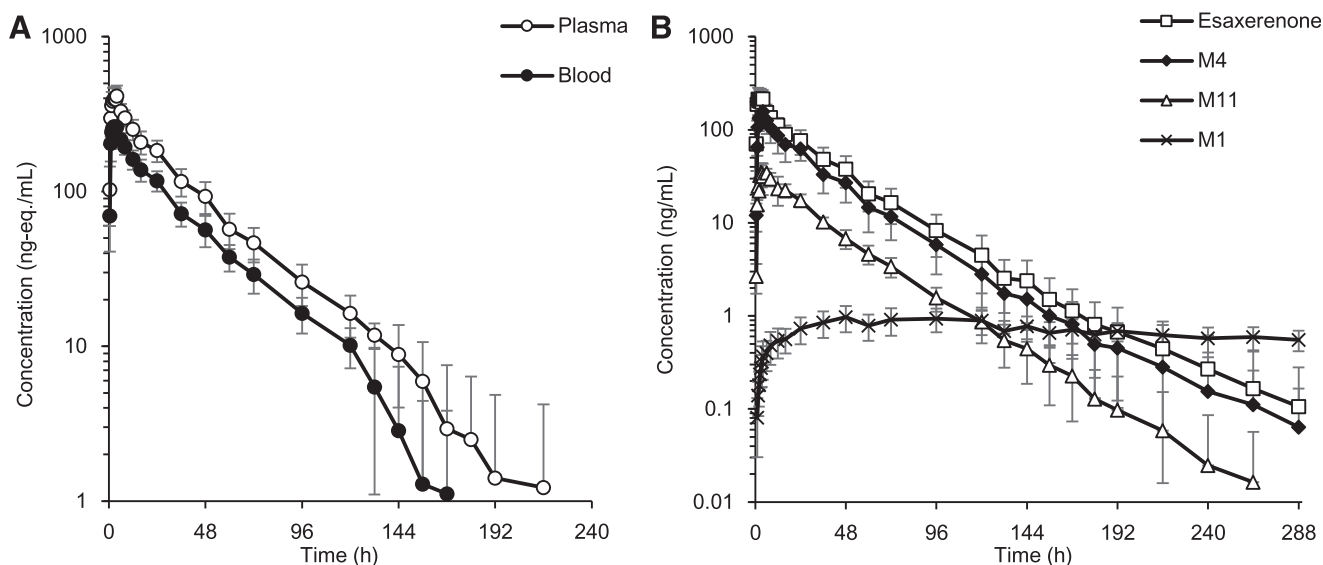 A
Plasma
Blood
1000
100
10
1
Concentration (ng-eq./mL)
0 48 96 144 192 240
Time (h)
B
Esaxerenone
M4
M11
M1
1000
100
10
1
0.1
0.01
Concentration (ng/mL)
0 48 96 144 192 240 288
Time (h)